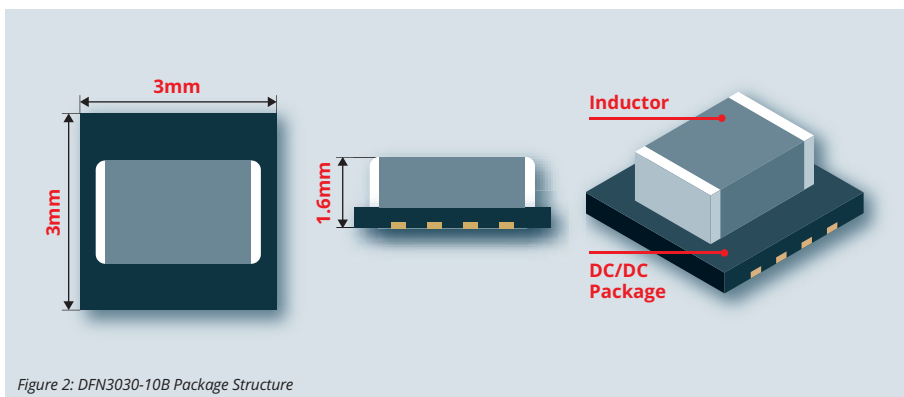 3mm
3mm
1.6mm
Inductor
DC/DC
Package
Figure 2: DFN3030-10B Package Structure